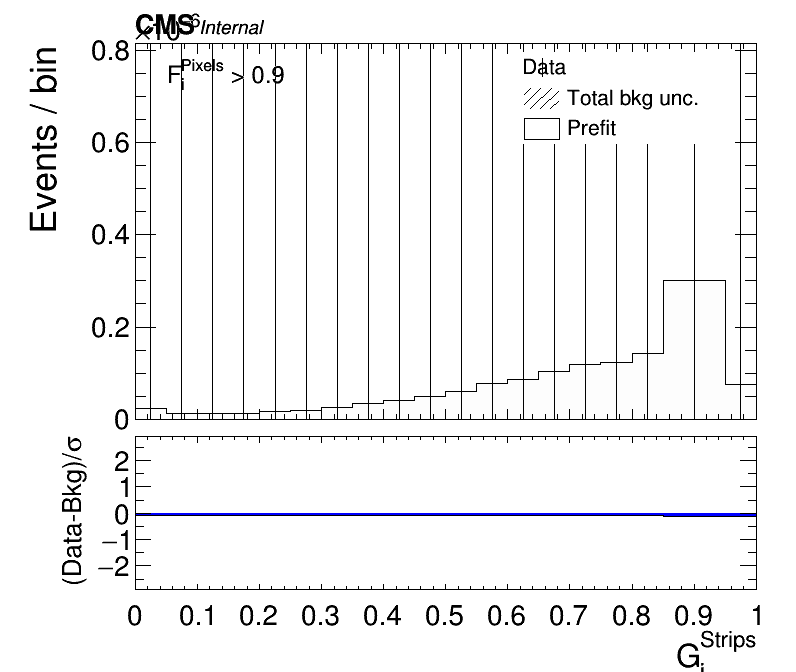 CMS Internal
×10⁻⁶
F_i^Pixels > 0.9
Data
Total bkg unc.
Prefit
Events / bin
0.8
0.6
0.4
0.2
0
(Data-Bkg)/σ
2
1
0
−1
−2
0 0.1 0.2 0.3 0.4 0.5 0.6 0.7 0.8 0.9 1
G_i^Strips